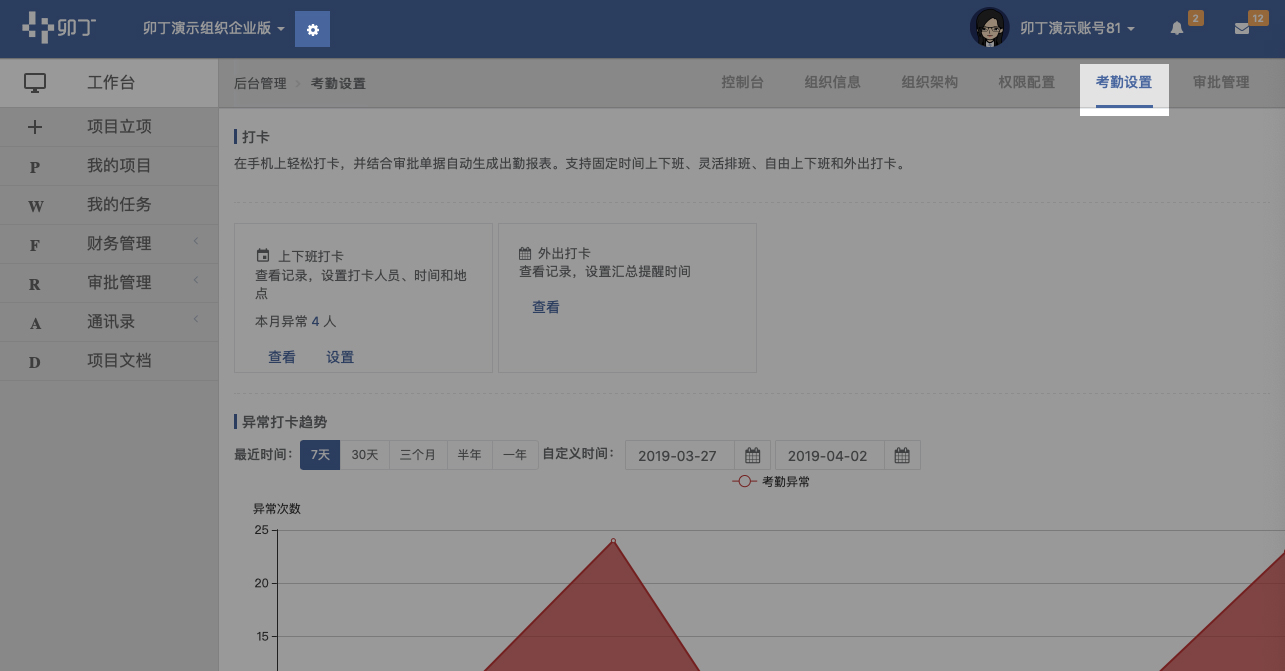 卯丁
卯丁演示组织企业版
卯丁演示账号81
2
12
工作台
后台管理 > 考勤设置
控制台
组织信息
组织架构
权限配置
考勤设置
审批管理
项目立项
P 我的项目
W 我的任务
F 财务管理
R 审批管理
A 通讯录
D 项目文档
打卡
在手机上轻松打卡，并结合审批单据自动生成出勤报表。支持固定时间上下班、灵活排班、自由上下班和外出打卡。
上下班打卡
查看记录，设置打卡人员、时间和地
点
本月异常 4 人
查看 设置
外出打卡
查看记录，设置汇总提醒时间
查看
异常打卡趋势
最近时间： 7天 30天 三个月 半年 一年 自定义时间： 2019-03-27 2019-04-02
考勤异常
异常次数
25
20
15